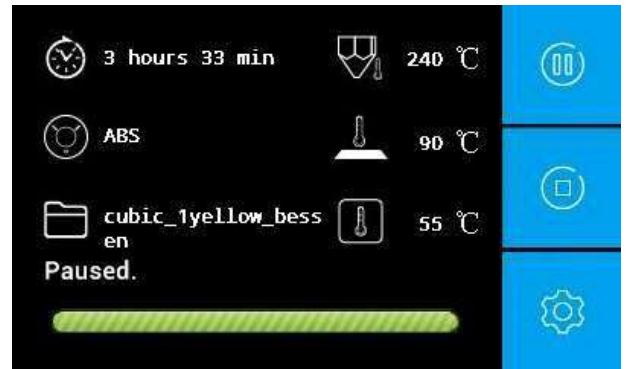 3 hours 33 min
240 ℃
ABS
90 ℃
cubic_1yellow_bess
en
55 ℃
Paused.